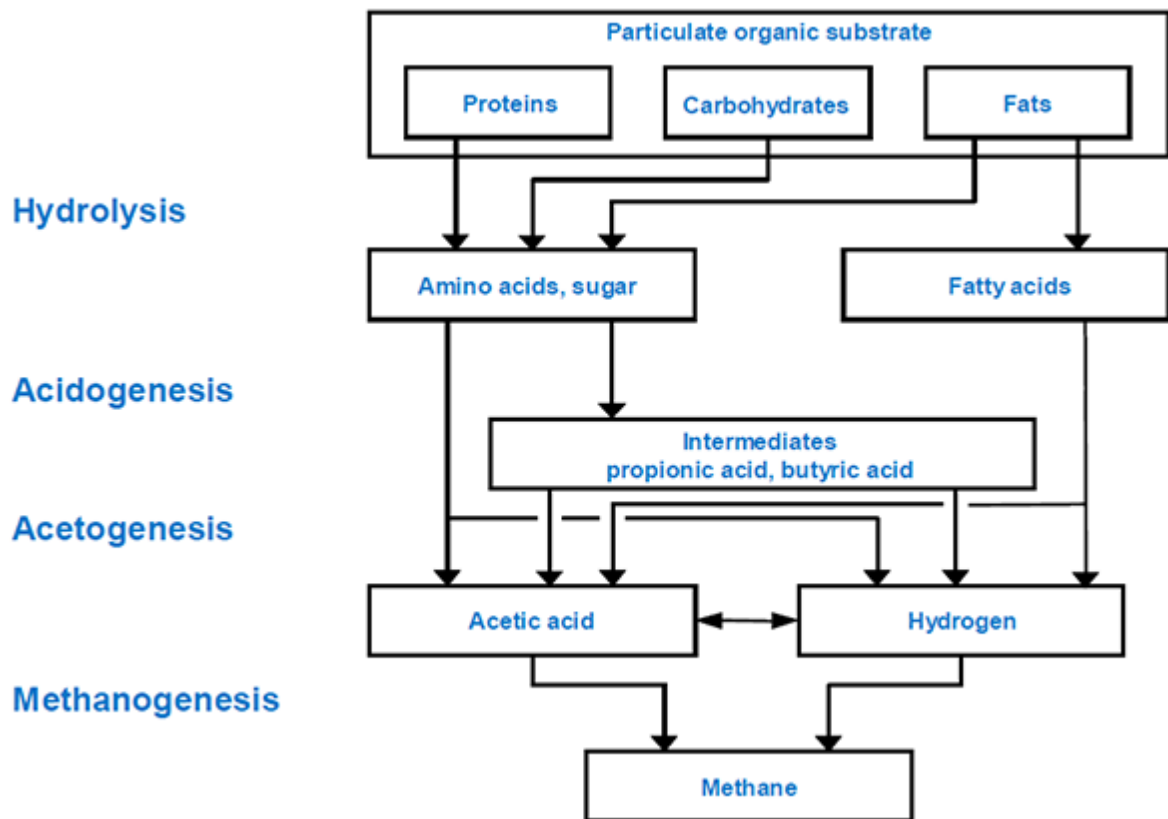 Particulate organic substrate
Proteins
Carbohydrates
Fats
Hydrolysis
Amino acids, sugar
Fatty acids
Acidogenesis
Intermediates
propionic acid, butyric acid
Acetogenesis
Acetic acid
Hydrogen
Methanogenesis
Methane